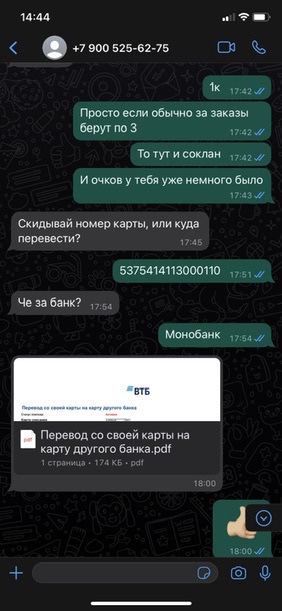 14:44
+7 900 525-62-75
1к
17:42
Просто если обычно за заказы
берут по 3
17:42
То тут и соклан
17:42
И очков у тебя уже немного было
17:43
Скидывай номер карты, или куда
перевести?
17:45
5375414113000110
17:51
Че за банк?
17:54
Монобанк
17:54
ВТБ
Перевод со своей карты на карту другого банка
pdf
Перевод со своей карты на
карту другого банка.pdf
1 страница • 174 КБ • pdf
18:00
18:00